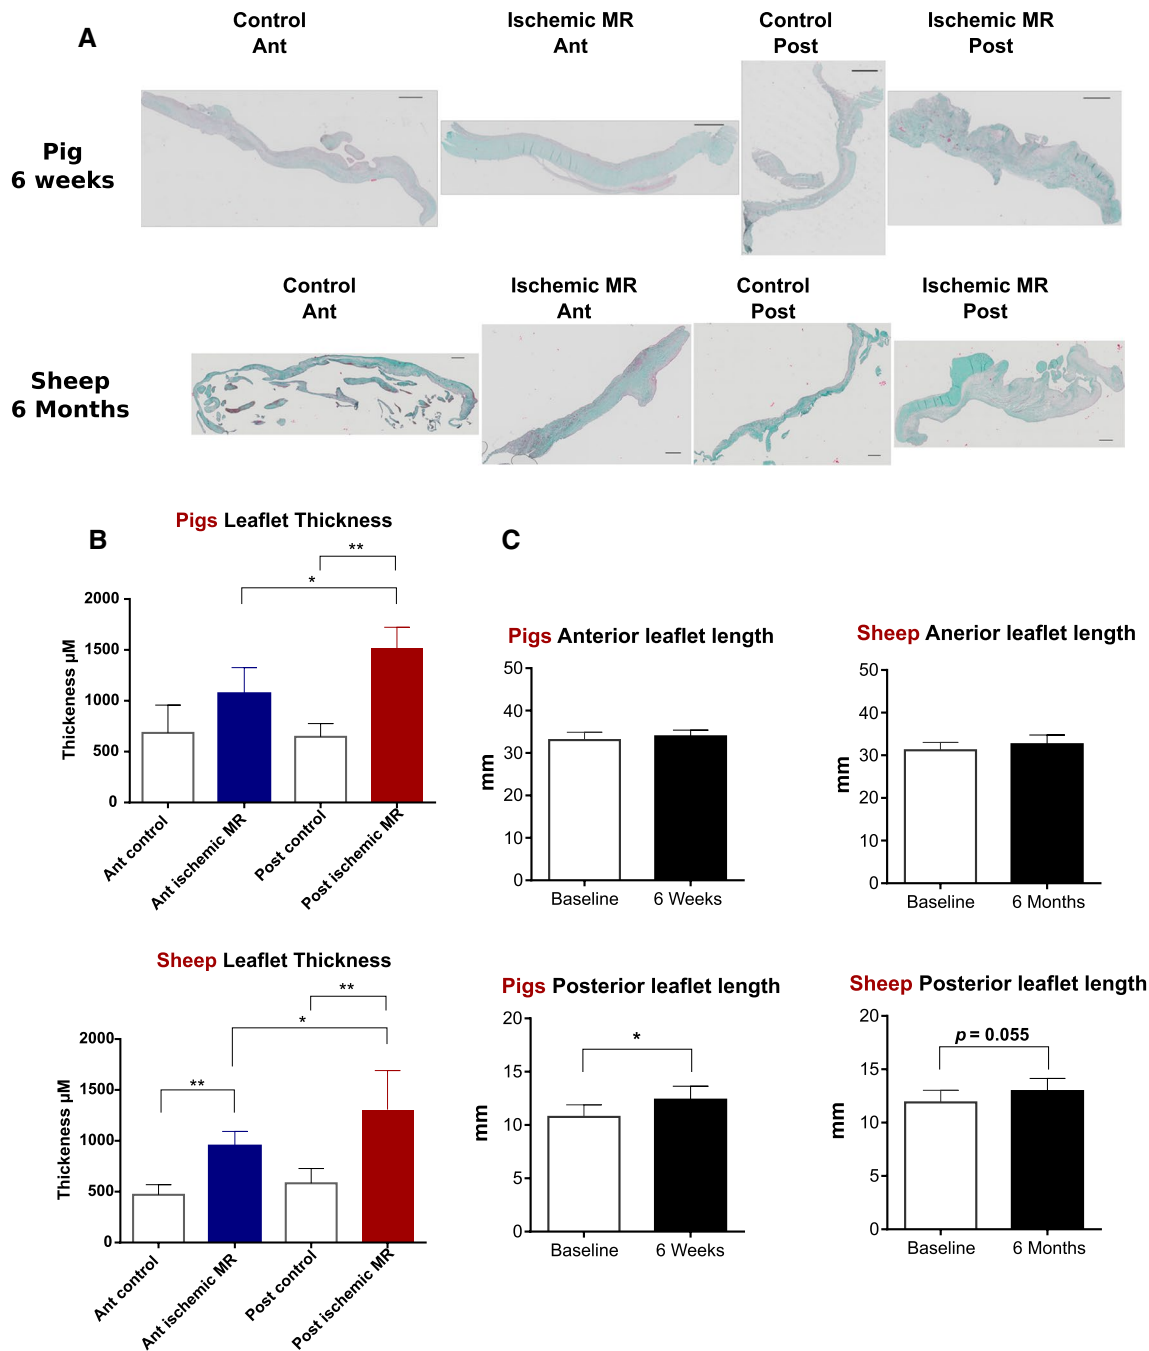 A
Control
Ant
Ischemic MR
Ant
Control
Post
Ischemic MR
Post
Pig
6 weeks
Control
Ant
Ischemic MR
Ant
Control
Post
Ischemic MR
Post
Sheep
6 Months
B
Pigs Leaflet Thickness
**
*
Thickeness µM
2000
1500
1000
500
0
Ant control
Ant ischemic MR
Post control
Post ischemic MR
Sheep Leaflet Thickness
**
*
**
Thickeness µM
2000
1500
1000
500
0
Ant control
Ant ischemic MR
Post control
Post ischemic MR
C
Pigs Anterior leaflet length
mm
50
40
30
20
10
0
Baseline
6 Weeks
Sheep Anerior leaflet length
mm
50
40
30
20
10
0
Baseline
6 Months
Pigs Posterior leaflet length
*
mm
20
15
10
5
0
Baseline
6 Weeks
Sheep Posterior leaflet length
p = 0.055
mm
20
15
10
5
0
Baseline
6 Months